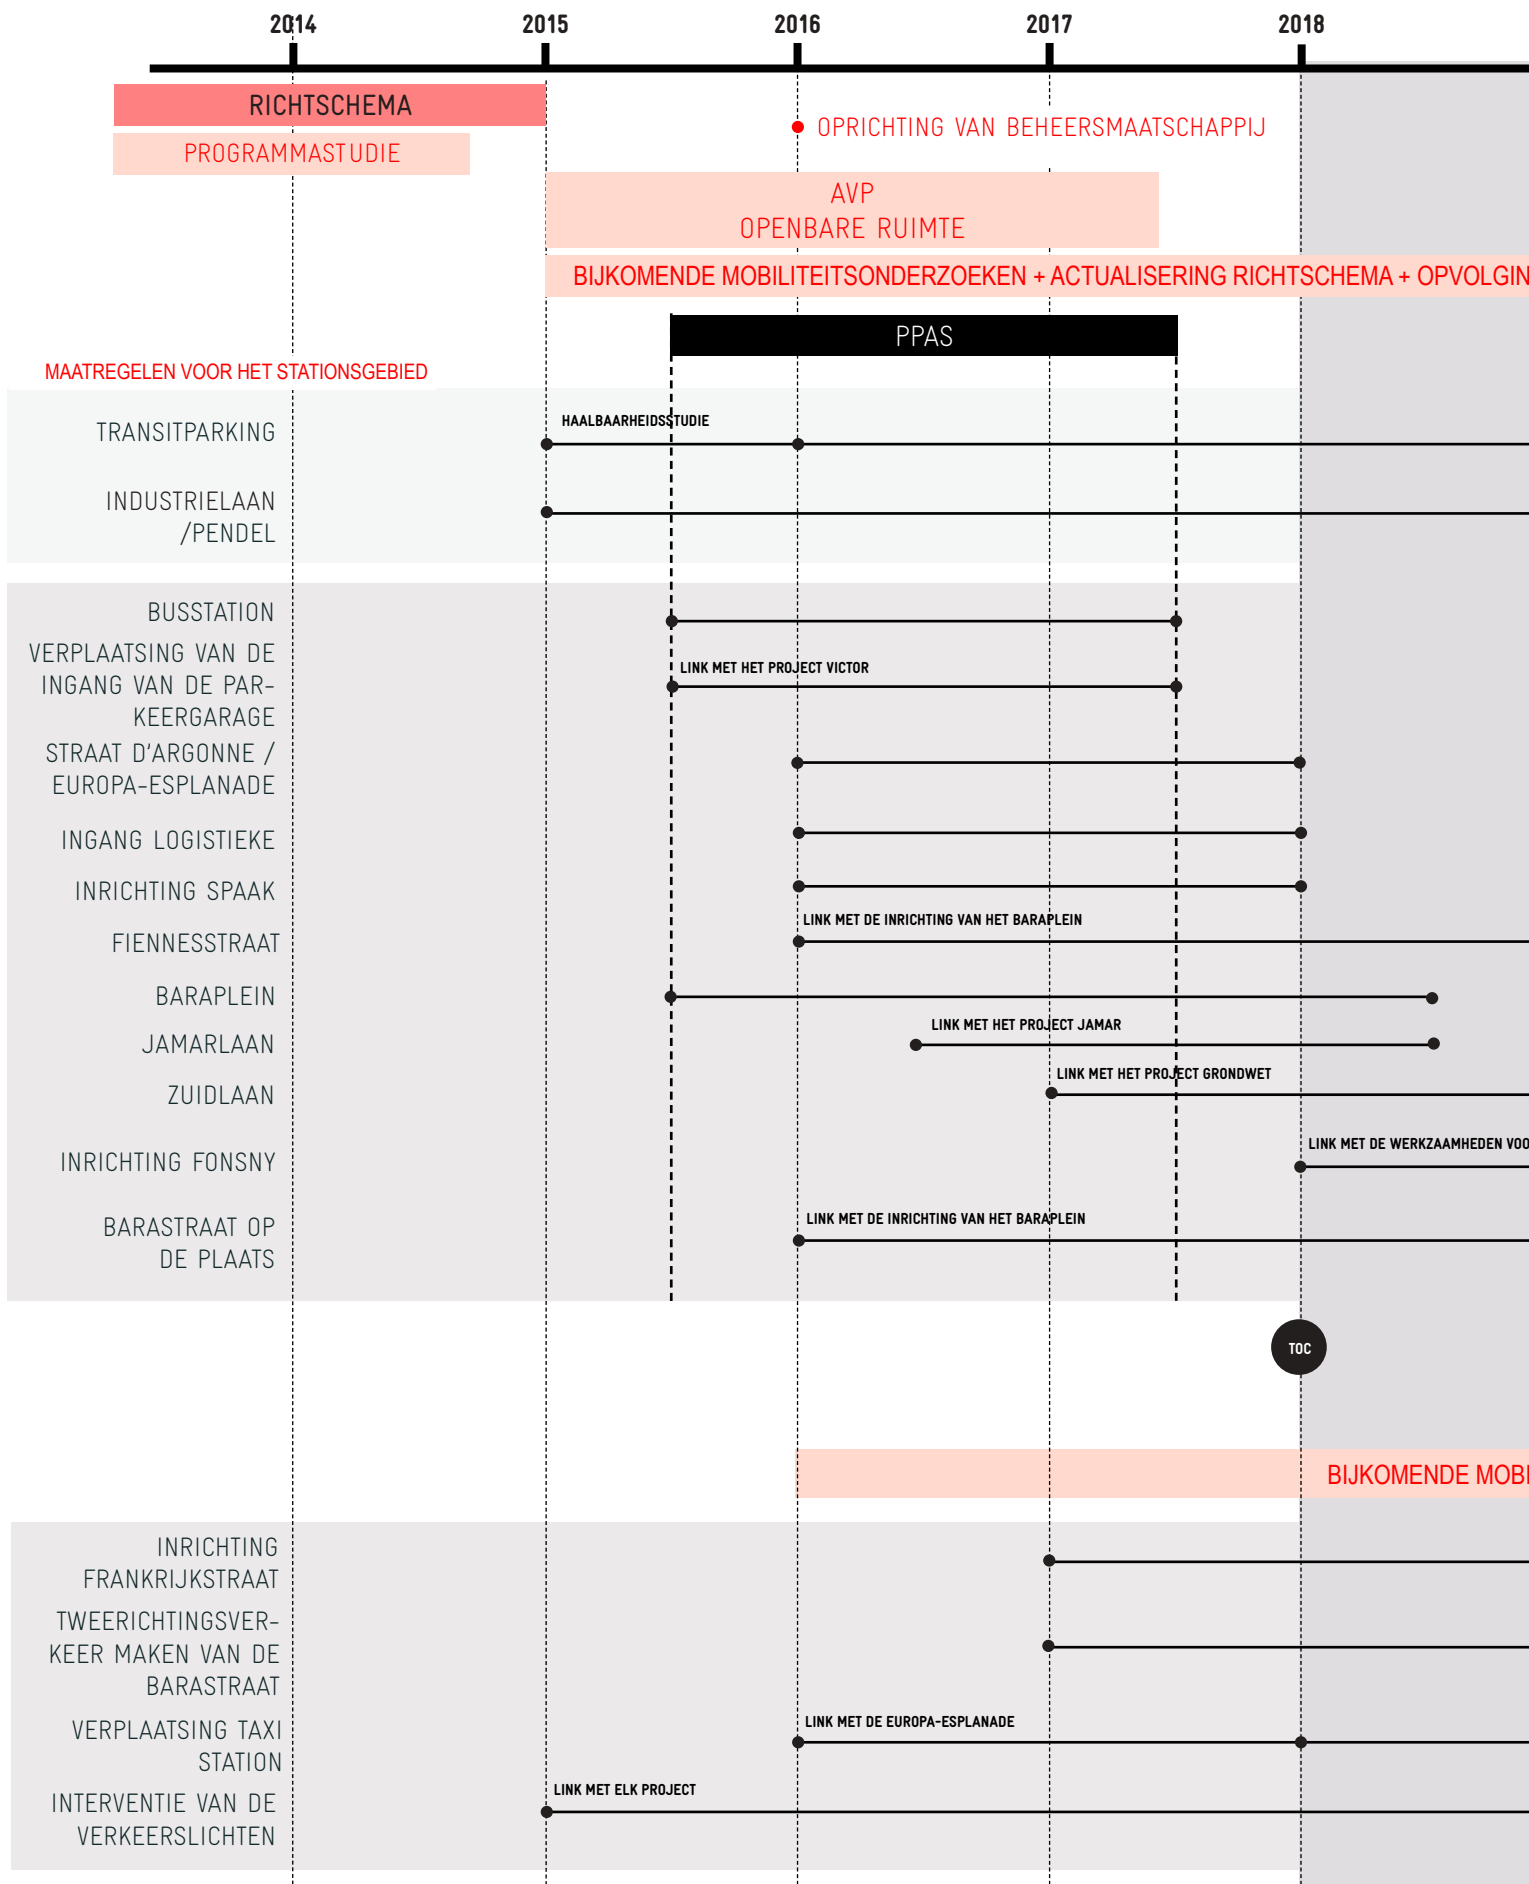 2014 2015 2016 2017 2018
RICHTSCHEMA
OPRICHTING VAN BEHEERSMAATSCHAPPIJ
PROGRAMMASTUDIE
AVP
OPENBARE RUIMTE
BIJKOMENDE MOBILITEITSONDERZOEKEN + ACTUALISERING RICHTSCHEMA + OPVOLGIN
PPAS
MAATREGELEN VOOR HET STATIONSGEBIED
HAALBAARHEIDSSTUDIE
TRANSITPARKING
INDUSTRIELAAN
/PENDEL
BUSSTATION
VERPLAATSING VAN DE
INGANG VAN DE PAR-
KEERGARAGE
LINK MET HET PROJECT VICTOR
STRAAT D'ARGONNE /
EUROPA-ESPLANADE
INGANG LOGISTIEKE
INRICHTING SPAAK
LINK MET DE INRICHTING VAN HET BARAPLEIN
FIENNESSTRAAT
BARAPLEIN
LINK MET HET PROJECT JAMAR
JAMARLAAN
LINK MET HET PROJECT GRONDWET
ZUIDLAAN
LINK MET DE WERKZAAMHEDEN VOO
INRICHTING FONSNY
LINK MET DE INRICHTING VAN HET BARAPLEIN
BARASTRAAT OP
DE PLAATS
TOC
BIJKOMENDE MOBI
INRICHTING
FRANKRIJKSTRAAT
TWEERICHTINGSVER-
KEER MAKEN VAN DE
BARASTRAAT
LINK MET DE EUROPA-ESPLANADE
VERPLAATSING TAXI
STATION
LINK MET ELK PROJECT
INTERVENTIE VAN DE
VERKEERSLICHTEN